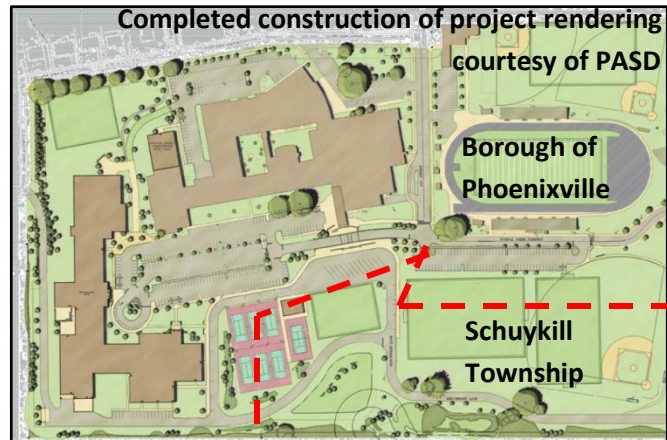 Completed construction of project rendering
courtesy of PASD
Borough of
Phoenixville
Schuykill
Township